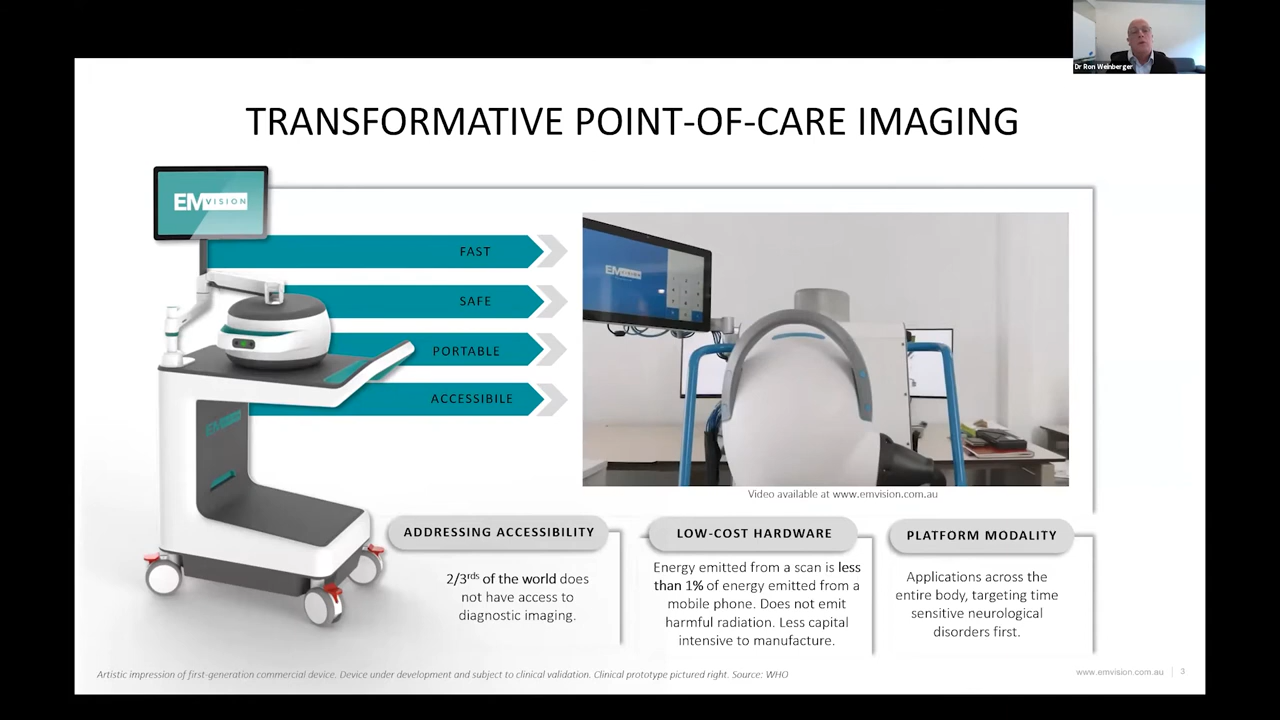 Dr Ron Weinberger
TRANSFORMATIVE POINT-OF-CARE IMAGING
EMVISION
FAST
SAFE
PORTABLE
ACCESSIBILE
EMVISION
EMVISION
Video available at www.emvision.com.au
ADDRESSING ACCESSIBILITY
2/3rds of the world does
not have access to
diagnostic imaging.
LOW-COST HARDWARE
Energy emitted from a scan is less
than 1% of energy emitted from a
mobile phone. Does not emit
harmful radiation. Less capital
intensive to manufacture.
PLATFORM MODALITY
Applications across the
entire body, targeting time
sensitive neurological
disorders first.
Artistic impression of first-generation commercial device. Device under development and subject to clinical validation. Clinical prototype pictured right. Source: WHO
www.emvision.com.au | 3